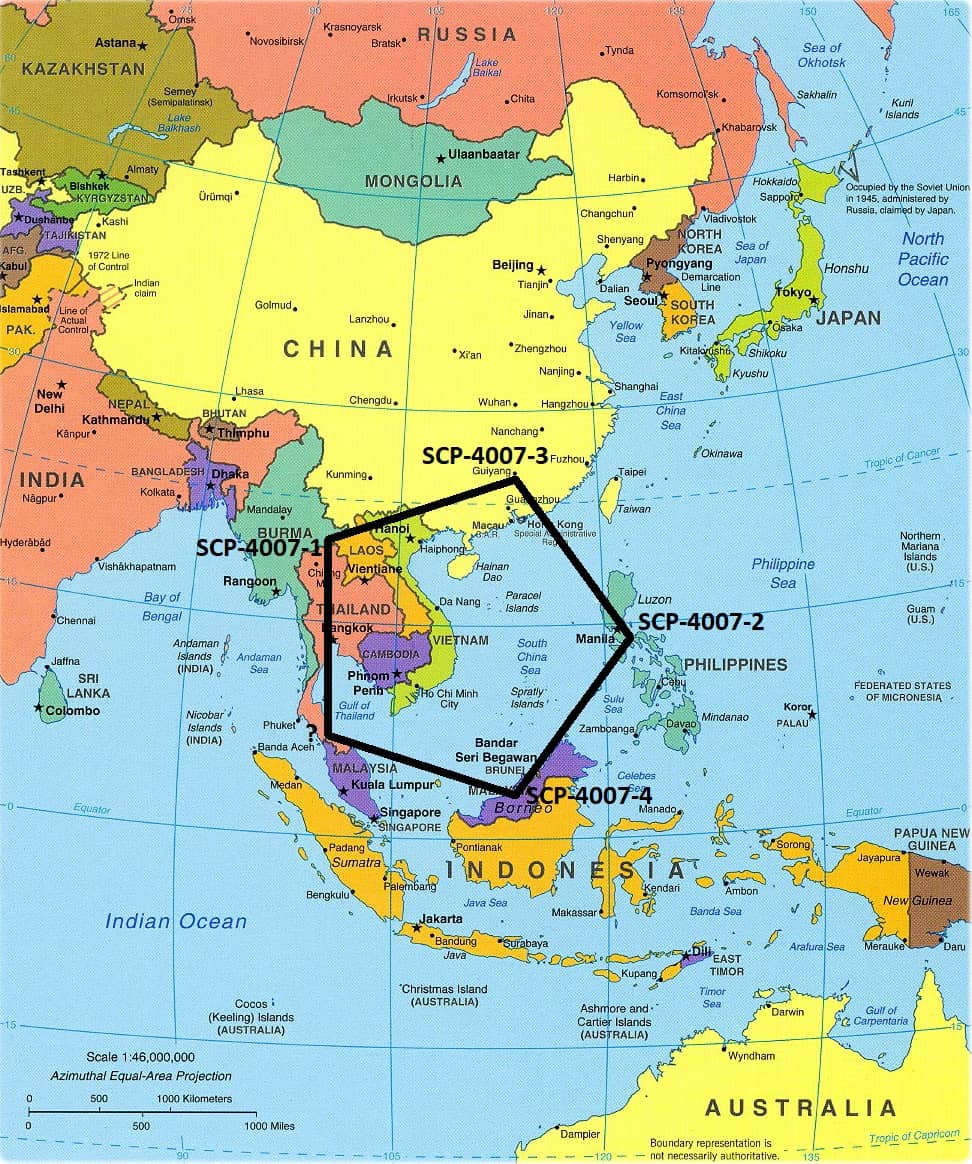 75
90
105
120
135
150
165
Omsk
Krasnoyarsk
Novosibirsk
Bratsk
RUSSIA
Tynda
Sea of
Okhotsk
Astana
KAZAKHSTAN
60
Lake
Baikal
Semey
(Semipalatinsk)
Irkutsk
Chita
Komsomol'sk
Sakhalin
Kuril
Islands
45
45
Lake
Balkhash
Khabarovsk
Ulaanbaatar
MONGOLIA
Tashkent
Almaty
Bishkek
UZB.
KYRGYZSTAN
Ürümqi
Harbin
Hokkaido
Sapporo
Occupied by the Soviet Union
in 1945, administered by
Russia, claimed by Japan.
Dushanbe
Kashi
TAJIKISTAN
Changchun
Vladivostok
AFG.
Kabul
1972 Line
of Control
Shenyang
NORTH
KOREA
Sea of
Japan
North
Pacific
Ocean
Beijing
Pyongyang
Honshu
Tianjin
Dalian
Demarcation
Line
Indian
claim
Islamabad
Line of
Actual
Control
PAK.
Golmud
Lanzhou
Jinan
Seoul
SOUTH
KOREA
Tokyo
JAPAN
Osaka
Yellow
Sea
CHINA
Xi'an
Zhengzhou
Kitakyushu
Shikoku
Kyushu
30
30
Nanjing
New
Delhi
NEPAL
Kathmandu
Lhasa
Chengdu
Wuhan
Hangzhou
Shanghai
East
China
Sea
BHUTAN
Thimphu
Kānpur
Nanchang
SCP-4007-3
Fuzhou
Okinawa
Tropic of Cancer
BANGLADESH
Dhaka
Kunming
Guiyang
Taipei
INDIA
Nāgpur
Kolkata
Mandalay
Guangzhou
Taiwan
BURMA
Hanoi
Macau
S.A.R.
Hong Kong
Special Administrative
Region
SCP-4007-1
LAOS
Haiphong
Northern
Mariana
Islands
(U.S.)
Hyderābād
Vishākhapatnam
Vientiane
Hainan
Dao
Philippine
Sea
15
15
Rangoon
Bay of
Bengal
Paracel
Islands
Luzon
Guam
(U.S.)
Chennai
THAILAND
Da Nang
SCP-4007-2
Bangkok
Andaman
Islands
(INDIA)
Andaman
Sea
VIETNAM
South
China
Sea
Manila
Jaffna
CAMBODIA
PHILIPPINES
SRI
LANKA
Phnom
Penh
Ho Chi Minh
City
Spratly
Islands
Cebu
FEDERATED STATES
OF MICRONESIA
Colombo
Nicobar
Islands
(INDIA)
Gulf of
Thailand
Sulu
Sea
Koror
PALAU
Mindanao
Davao
Phuket
?
Zamboanga
Banda Aceh
Bandar
Seri Begawan
BRUNEI
MALAYSIA
Celebes
Sea
Medan
Kuala Lumpur
SCP-4007-4
Borneo
Manado
0
Equator
Equator
0
Singapore
SINGAPORE
PAPUA NEW
GUINEA
Padang
Sumatra
Pontianak
Sorong
Jayapura
Wewak
INDONESIA
Palembang
Kendari
Ambon
New Guinea
Bengkulu
Java Sea
Makassar
Banda Sea
Indian Ocean
Jakarta
Bandung
Surabaya
Java
Arafura Sea
Merauke
Daru
Dili
EAST
TIMOR
Kupang
Christmas Island
(AUSTRALIA)
Timor
Sea
Cocos
(Keeling) Islands
(AUSTRALIA)
Ashmore and
Cartier Islands
(AUSTRALIA)
Darwin
Gulf of
Carpentaria
15
15
Scale 1:46,000,000
Azimuthal Equal-Area Projection
Wyndham
0
500
1000 Kilometers
0
500
1000 Miles
AUSTRALIA
Dampier
Boundary representation is
not necessarily authoritative.
Tropic of Capricorn
90
105
120
135